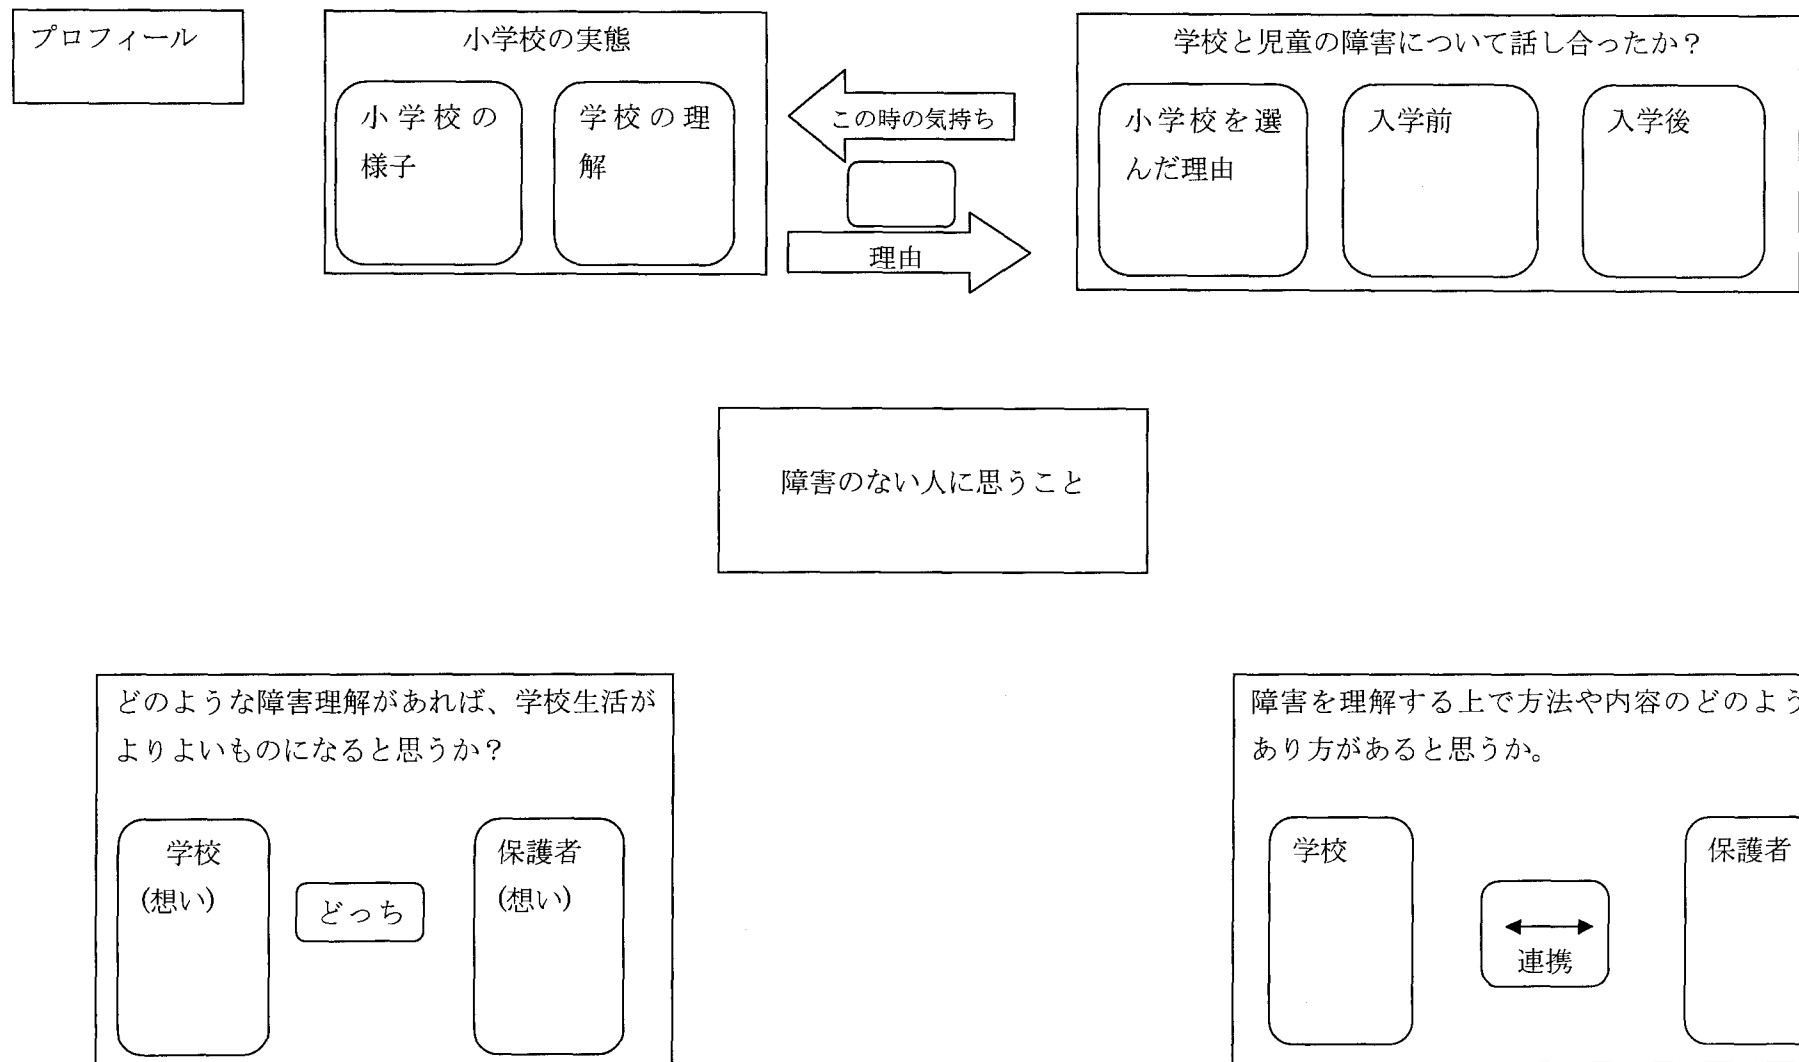 プロフィール
小学校の実態
小学校の
様子
学校の理
解
この時の気持ち
理由
学校と児童の障害について話し合ったか？
小学校を選
んだ理由
入学前
入学後
障害のない人に思うこと
どのような障害理解があれば、学校生活が
よりよいものになると思うか？
学校
(想い)
どっち
保護者
(想い)
障害を理解する上で方法や内容のどのよう
あり方があると思うか。
学校
連携
保護者